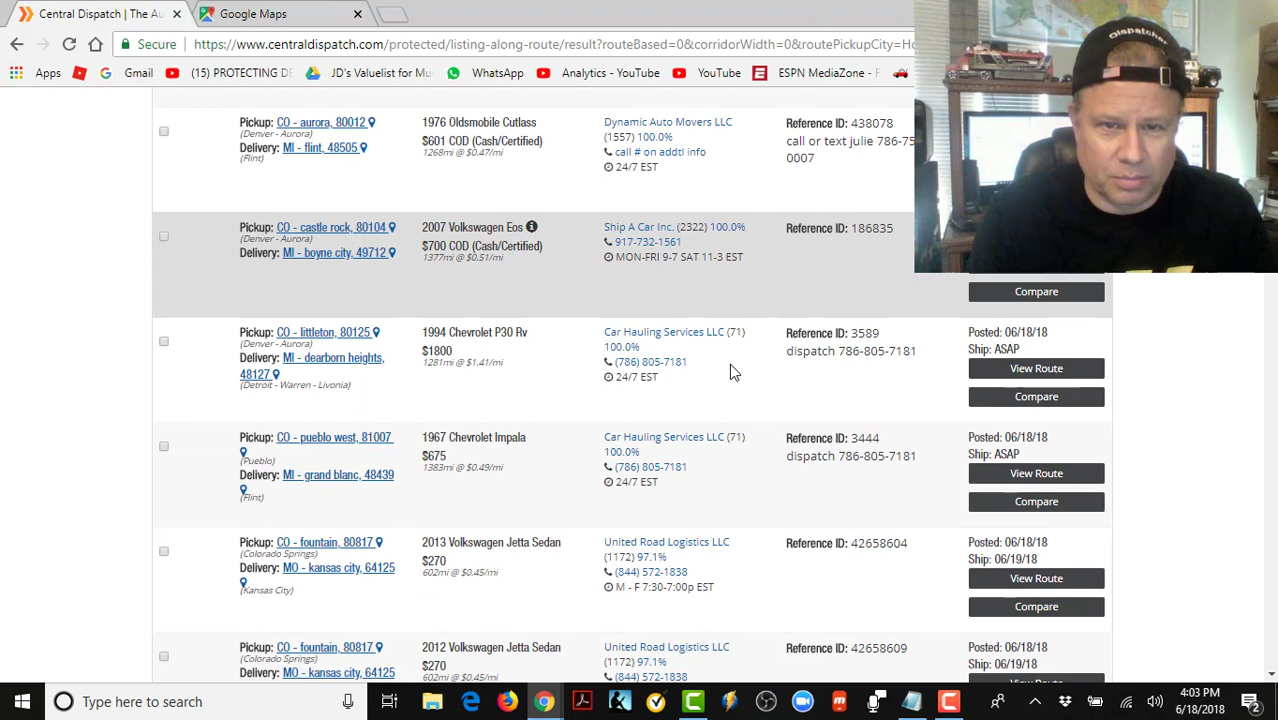 Central Dispatch | The Au
Google Maps
Secure
https://www.centraldispatch.com/protected/listing-along-route/result?routeBased=0&corridorWidth=0&routePickupCity=Ho
Apps
Gmail
(15) PROTECTING D
Cd's Valuelist for Mu
WhatsApp
Analytics - YouTube
YouTube
ESPN MediaZone - P
Dispatcher
Pickup: CO - aurora, 80012
(Denver - Aurora)
Delivery: MI - flint, 48505
(Flint)
1976 Oldsmobile Cutlass
$601 COD (Cash/Certified)
1268mi @ $0.47/mi
Dynamic Auto Movers LLC
(1557) 100.0%
call # on addtl info
24/7 EST
Reference ID: 438078
call or text julie 786-75
0007
Pickup: CO - castle rock, 80104
(Denver - Aurora)
Delivery: MI - boyne city, 49712
2007 Volkswagen Eos
$700 COD (Cash/Certified)
1377mi @ $0.51/mi
Ship A Car Inc. (2322) 100.0%
917-732-1561
MON-FRI 9-7 SAT 11-3 EST
Reference ID: 186835
Compare
Pickup: CO - littleton, 80125
(Denver - Aurora)
Delivery: MI - dearborn heights,
48127
(Detroit - Warren - Livonia)
1994 Chevrolet P30 Rv
$1800
1281mi @ $1.41/mi
Car Hauling Services LLC (71)
100.0%
(786) 805-7181
24/7 EST
Reference ID: 3589
dispatch 786-805-7181
Posted: 06/18/18
Ship: ASAP
View Route
Compare
Pickup: CO - pueblo west, 81007
(Pueblo)
Delivery: MI - grand blanc, 48439
(Flint)
1967 Chevrolet Impala
$675
1383mi @ $0.49/mi
Car Hauling Services LLC (71)
100.0%
(786) 805-7181
24/7 EST
Reference ID: 3444
dispatch 786-805-7181
Posted: 06/18/18
Ship: ASAP
View Route
Compare
Pickup: CO - fountain, 80817
(Colorado Springs)
Delivery: MO - kansas city, 64125
(Kansas City)
2013 Volkswagen Jetta Sedan
$270
602mi @ $0.45/mi
United Road Logistics LLC
(1172) 97.1%
(844) 572-1838
M - F 7:30-7:00p EST
Reference ID: 42658604
Posted: 06/18/18
Ship: 06/19/18
View Route
Compare
Pickup: CO - fountain, 80817
(Colorado Springs)
Delivery: MO - kansas city, 64125
2012 Volkswagen Jetta Sedan
$270
602mi @ $0.45/mi
United Road Logistics LLC
(1172) 97.1%
(844) 572-1838
Reference ID: 42658609
Posted: 06/18/18
Ship: 06/19/18
View Route
Type here to search
4:03 PM
6/18/2018
2